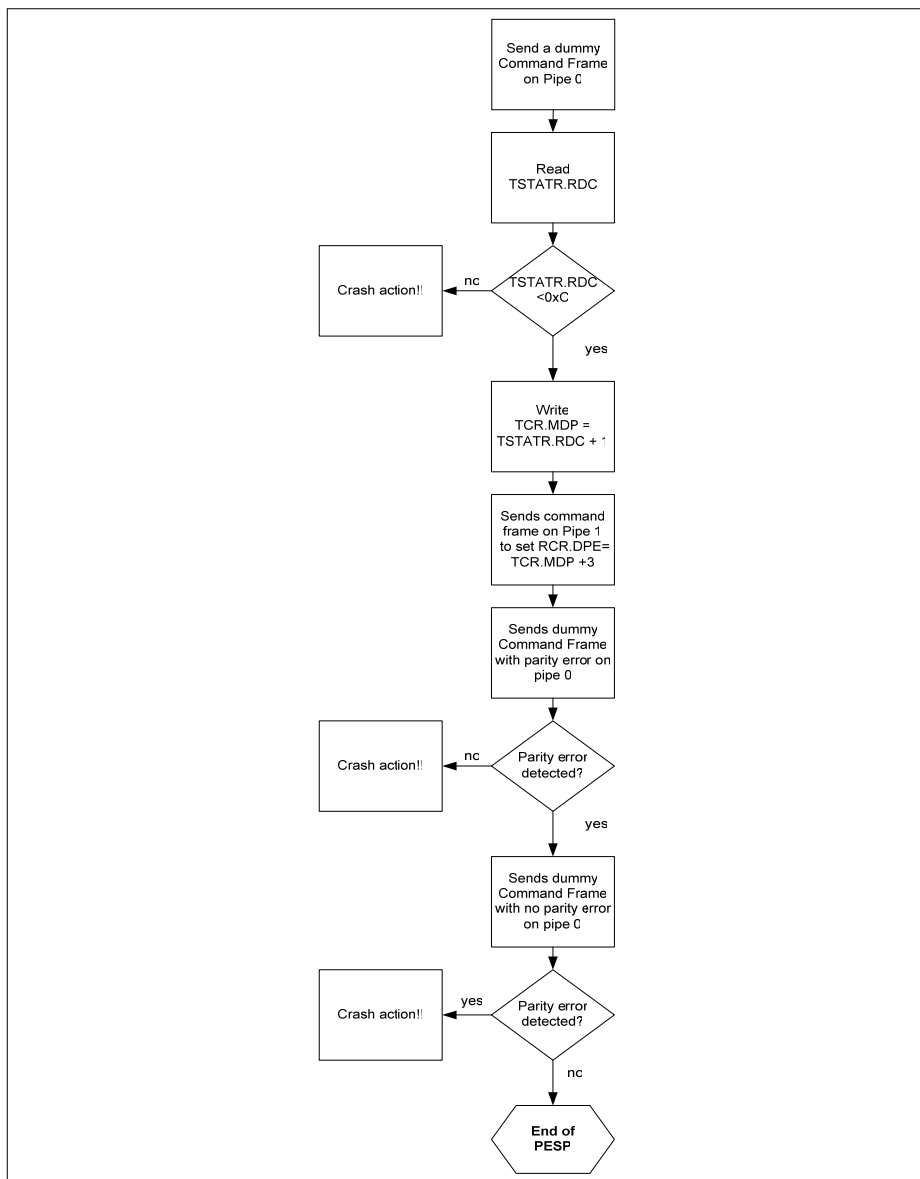 Send a dummy
Command Frame
on Pipe 0
Read
TSTATR.RDC
Crash action!!
no
TSTATR.RDC
<0xC
yes
Write
TCR.MDP =
TSTATR.RDC + 1
Sends command
frame on Pipe 1
to set RCR.DPE=
TCR.MDP +3
Sends dummy
Command Frame
with parity error on
pipe 0
Crash action!!
no
Parity error
detected?
yes
Sends dummy
Command Frame
with no parity error
on pipe 0
Crash action!!
yes
Parity error
detected?
no
End of
PESP